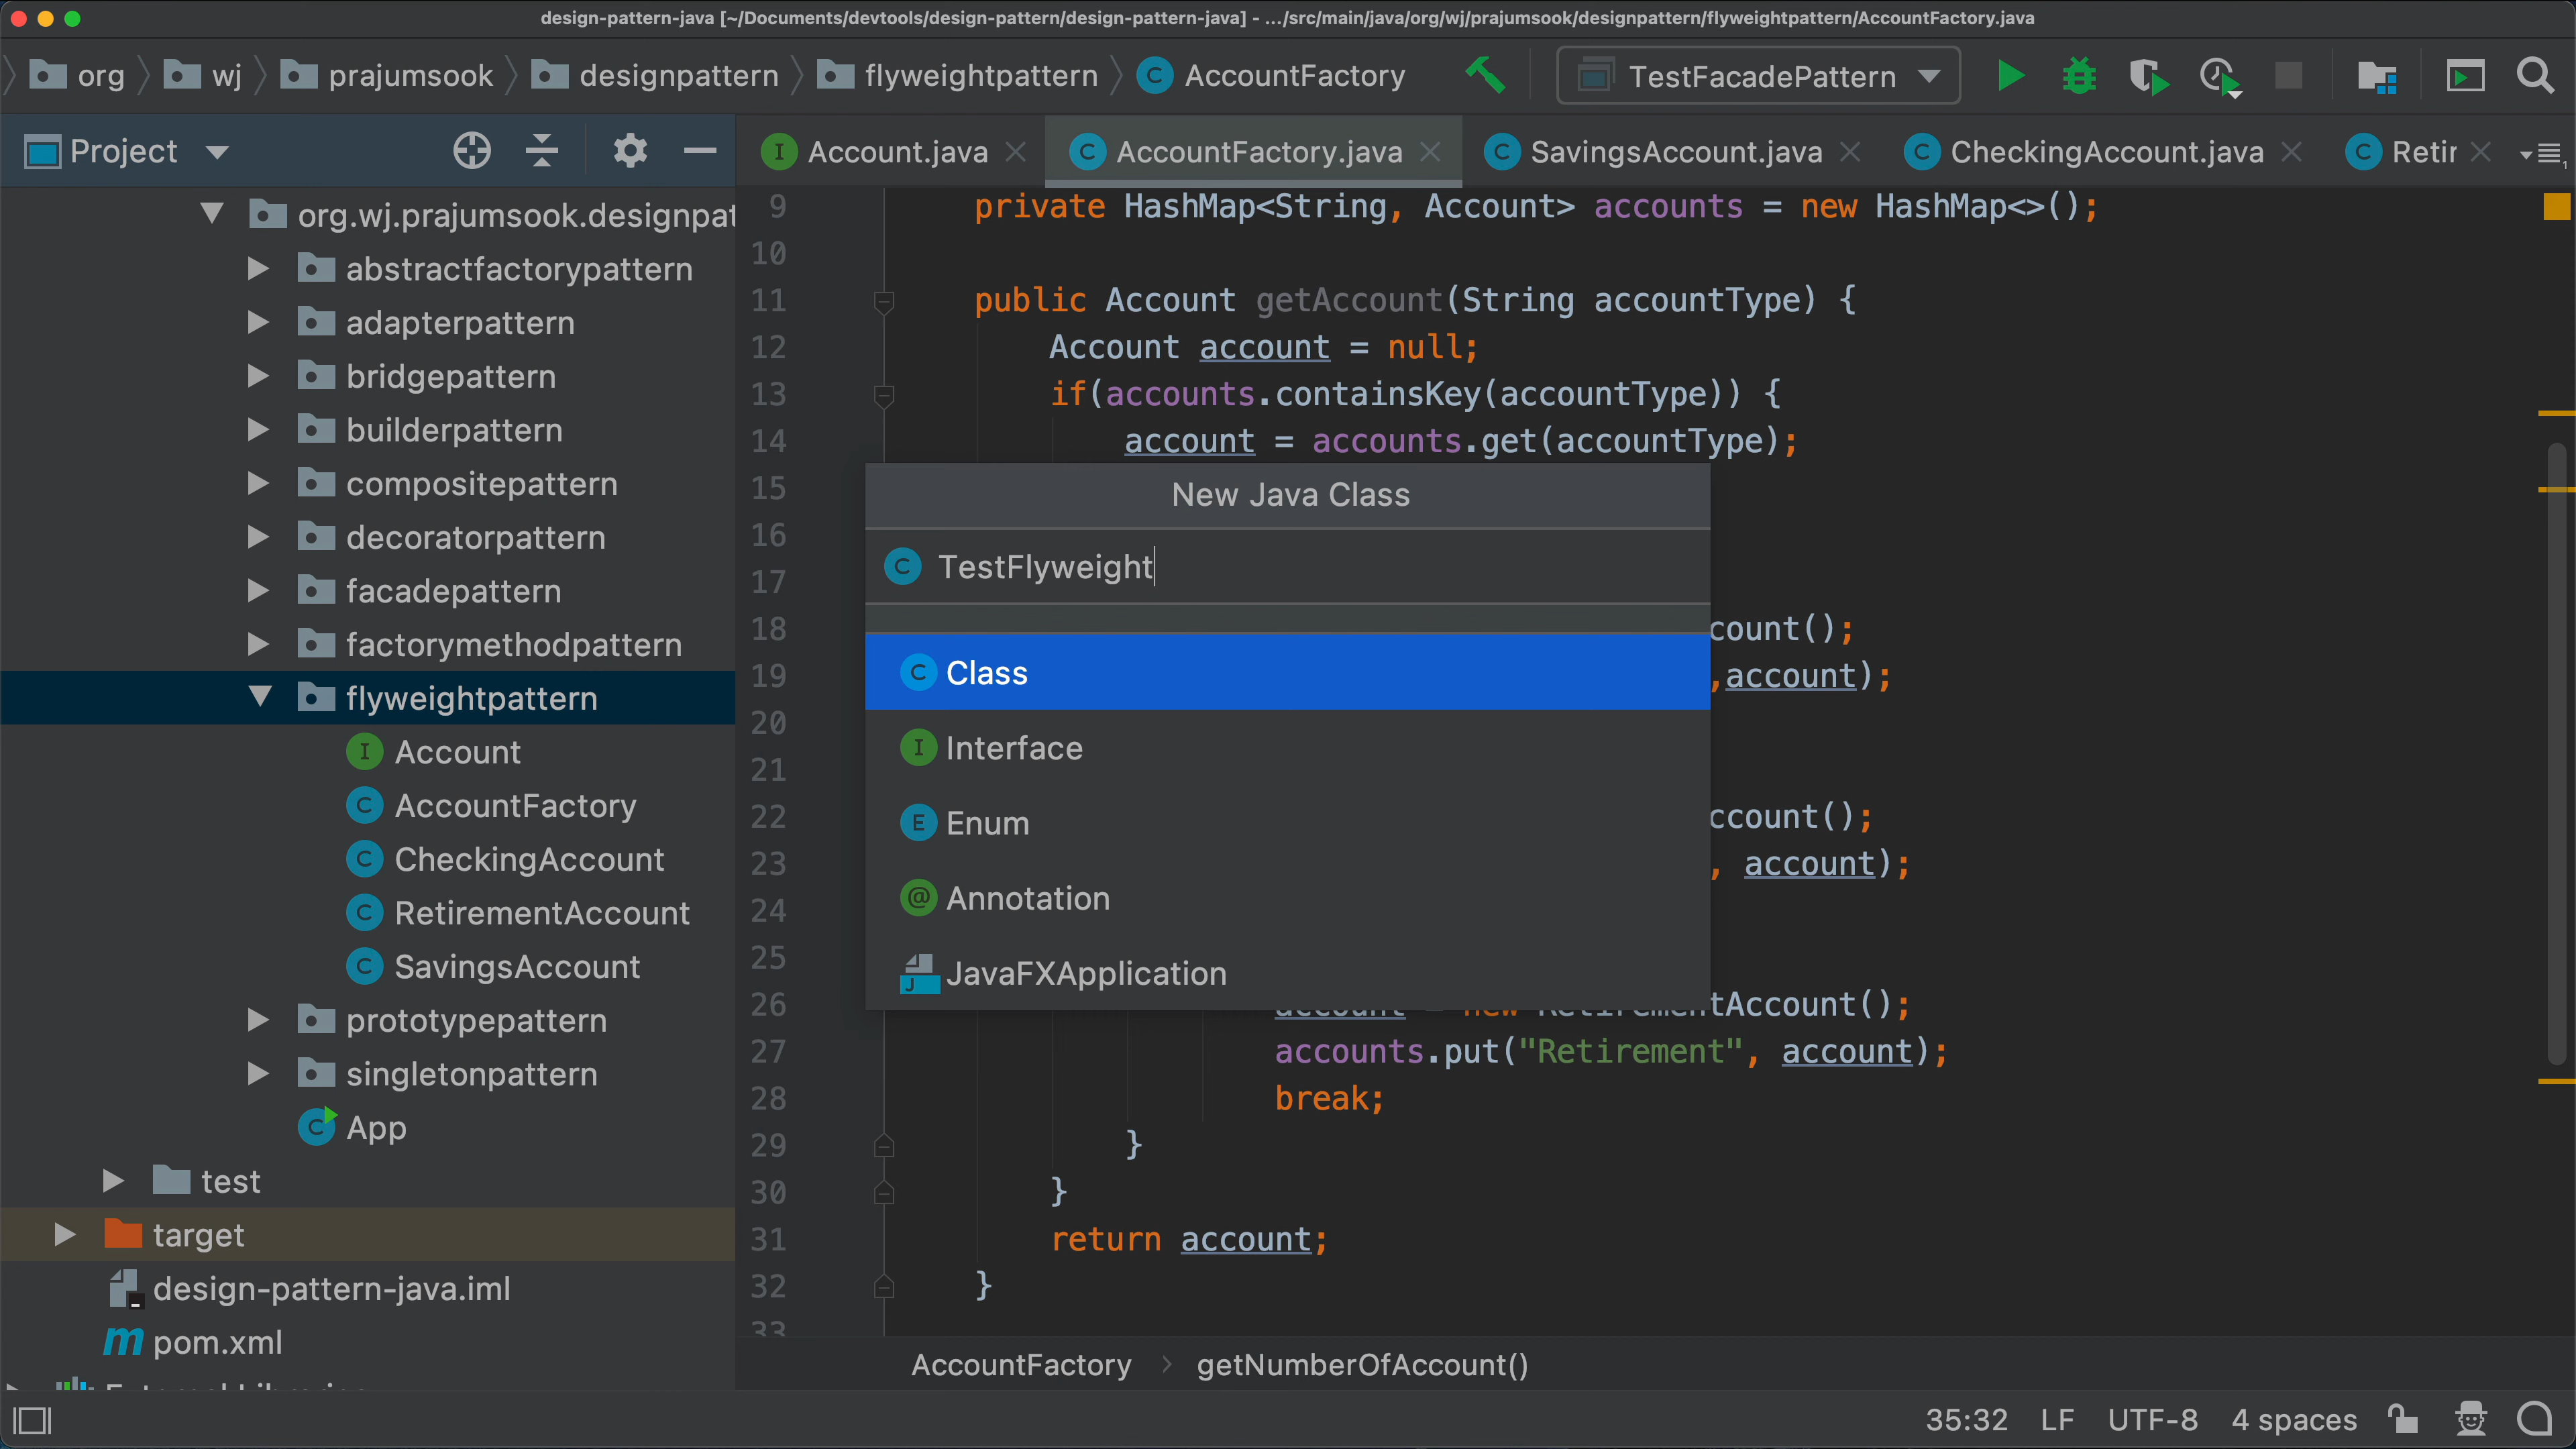 design-pattern-java [~/Documents/devtools/design-pattern/design-pattern-java] - .../src/main/java/org/wj/prajumsook/designpattern/flyweightpattern/AccountFactory.java
org wj prajumsook designpattern flyweightpattern C AccountFactory TestFacadePattern
Project
I Account.java C AccountFactory.java C SavingsAccount.java C CheckingAccount.java C Retir
org.wj.prajumsook.designpat
abstractfactorypattern
adapterpattern
bridgepattern
builderpattern
compositepattern
decoratorpattern
facadepattern
factorymethodpattern
flyweightpattern
I Account
C AccountFactory
C CheckingAccount
C RetirementAccount
C SavingsAccount
prototypepattern
singletonpattern
C App
test
target
design-pattern-java.iml
m pom.xml
9 private HashMap<String, Account> accounts = new HashMap<>();
10
11 public Account getAccount(String accountType) {
12 Account account = null;
13 if(accounts.containsKey(accountType)) {
14 account = accounts.get(accountType);
15
16
17
18 count();
19 ,account);
20
21
22 ccount();
23 , account);
24
25
26 account = new RetirementAccount();
27 accounts.put("Retirement", account);
28 break;
29 }
30 }
31 return account;
32 }
33
New Java Class
C TestFlyweight
C Class
I Interface
E Enum
@ Annotation
J JavaFXApplication
AccountFactory > getNumberOfAccount()
35:32 LF UTF-8 4 spaces